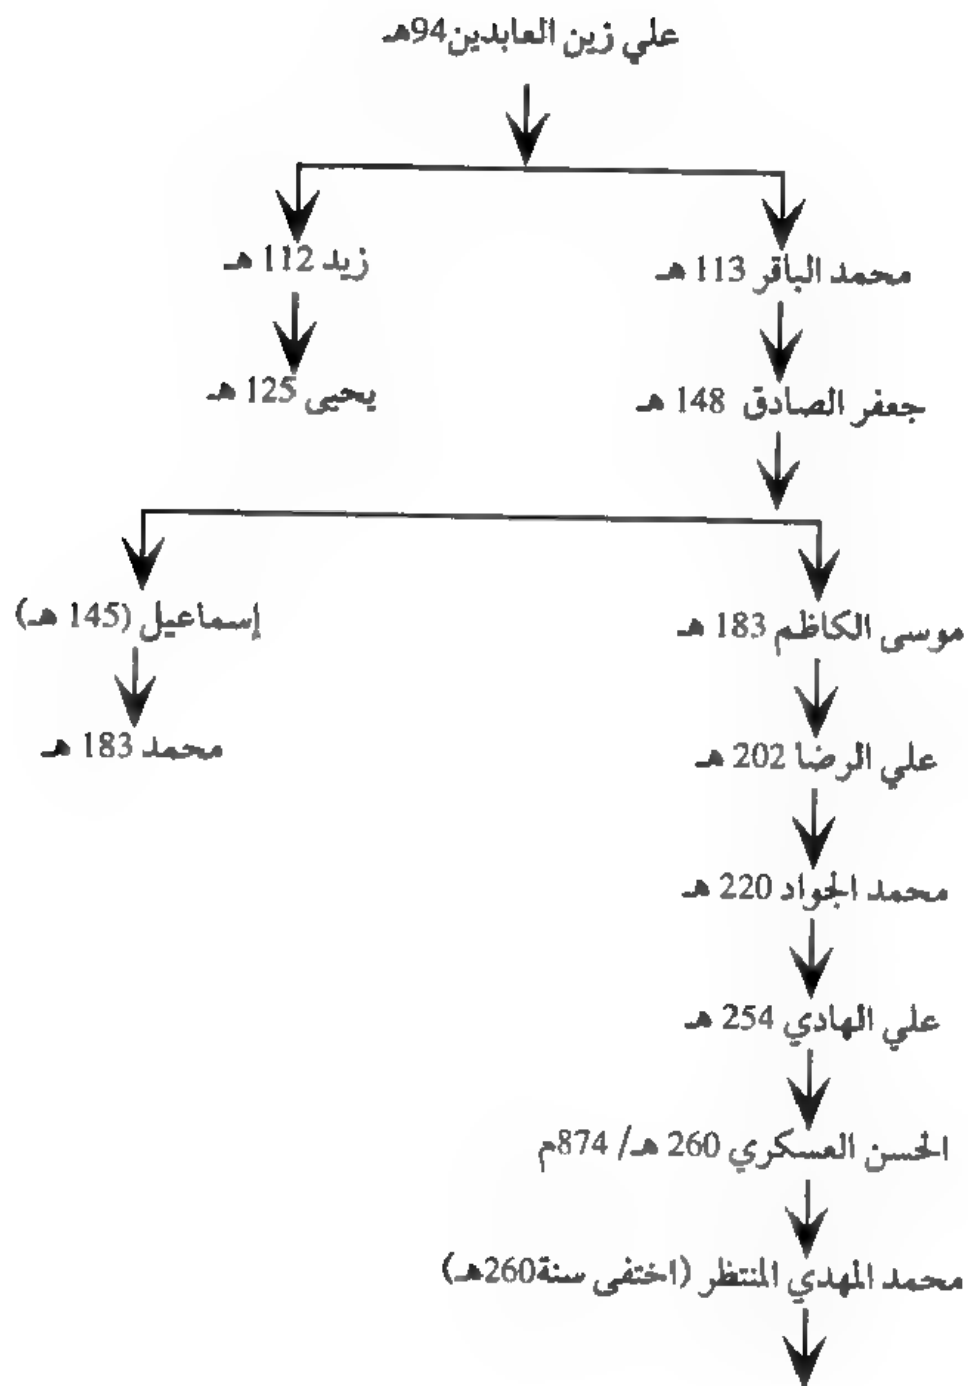 علي زين العابدين94هـ
محمد الباقر 113 هـ
زيد 112 هـ
جعفر الصادق 148 هـ
يحيى 125 هـ
موسى الكاظم 183 هـ
إسماعيل (145 هـ)
علي الرضا 202 هـ
محمد 183 هـ
محمد الجواد 220 هـ
علي الهادي 254 هـ
الحسن العسكري 260 هـ/ 874م
محمد المهدي المنتظر (اختفى سنة260هـ)